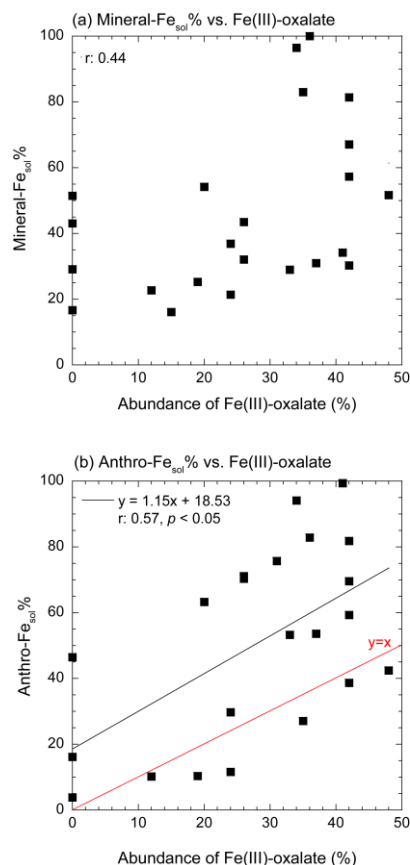 (a) Mineral-Fesol% vs. Fe(III)-oxalate
r: 0.44
100
80
60
40
20
0
Mineral-Fesol%
0 10 20 30 40 50
Abundance of Fe(III)-oxalate (%)
(b) Anthro-Fesol% vs. Fe(III)-oxalate
y = 1.15x + 18.53
r: 0.57, p < 0.05
100
80
60
40
20
0
Anthro-Fesol%
y=x
0 10 20 30 40 50
Abundance of Fe(III)-oxalate (%)